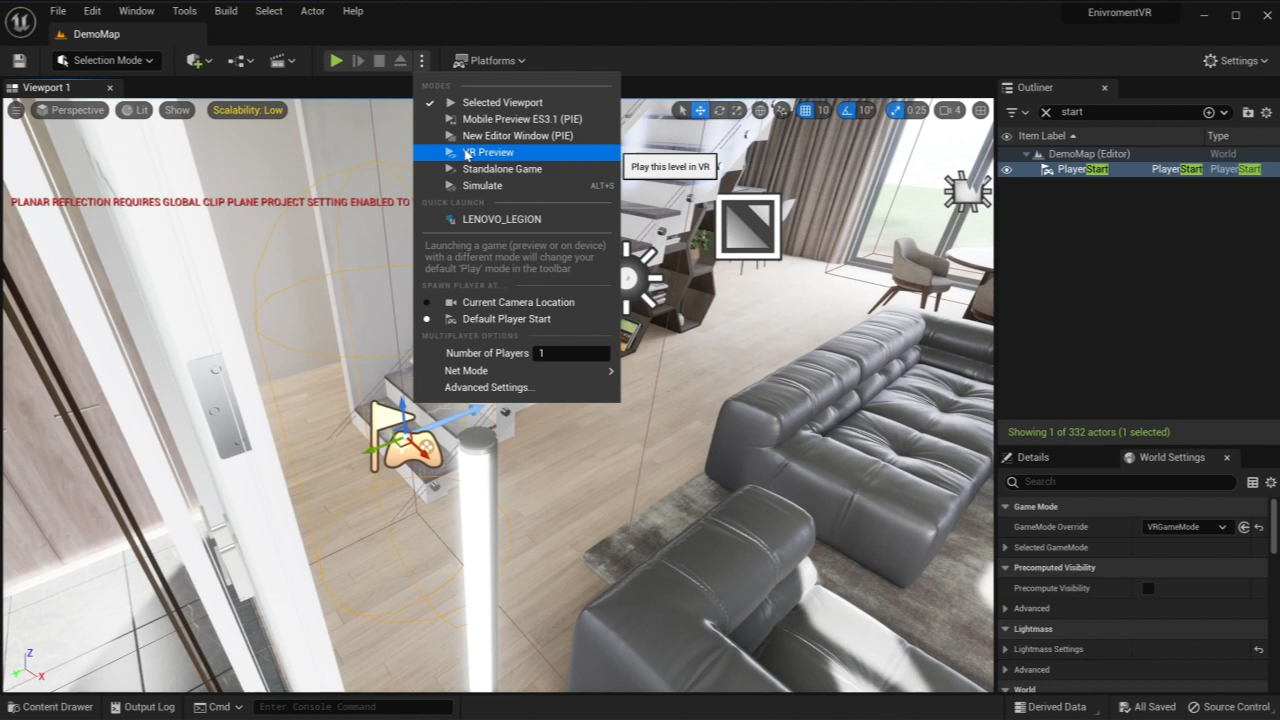 File Edit Window Tools Build Select Actor Help
EnivromentVR
DemoMap
Selection Mode
Platforms
Settings
Viewport 1
Perspective Lit Show Scalability: Low
10 10° 0.25 4
PLANAR REFLECTION REQUIRES GLOBAL CLIP PLANE PROJECT SETTING ENABLED TO
MODES
Selected Viewport
Mobile Preview ES3.1 (PIE)
New Editor Window (PIE)
VR Preview
Standalone Game
Simulate ALT+S
QUICK LAUNCH
LENOVO_LEGION
Launching a game (preview or on device)
with a different mode will change your
default 'Play' mode in the toolbar
SPAWN PLAYER AT...
Current Camera Location
Default Player Start
MULTIPLAYER OPTIONS
Number of Players 1
Net Mode
Advanced Settings...
Play this level in VR
Z
X
Outliner
start
Item Label Type
DemoMap (Editor) World
PlayerStart PlayerStart PlayerStart
Showing 1 of 332 actors (1 selected)
Details World Settings
Search
Game Mode
GameMode Override VRGameMode
Selected GameMode
Precomputed Visibility
Precompute Visibility
Advanced
Lightmass
Lightmass Settings
Advanced
World
Content Drawer Output Log Cmd Enter Console Command
Derived Data All Saved Source Control